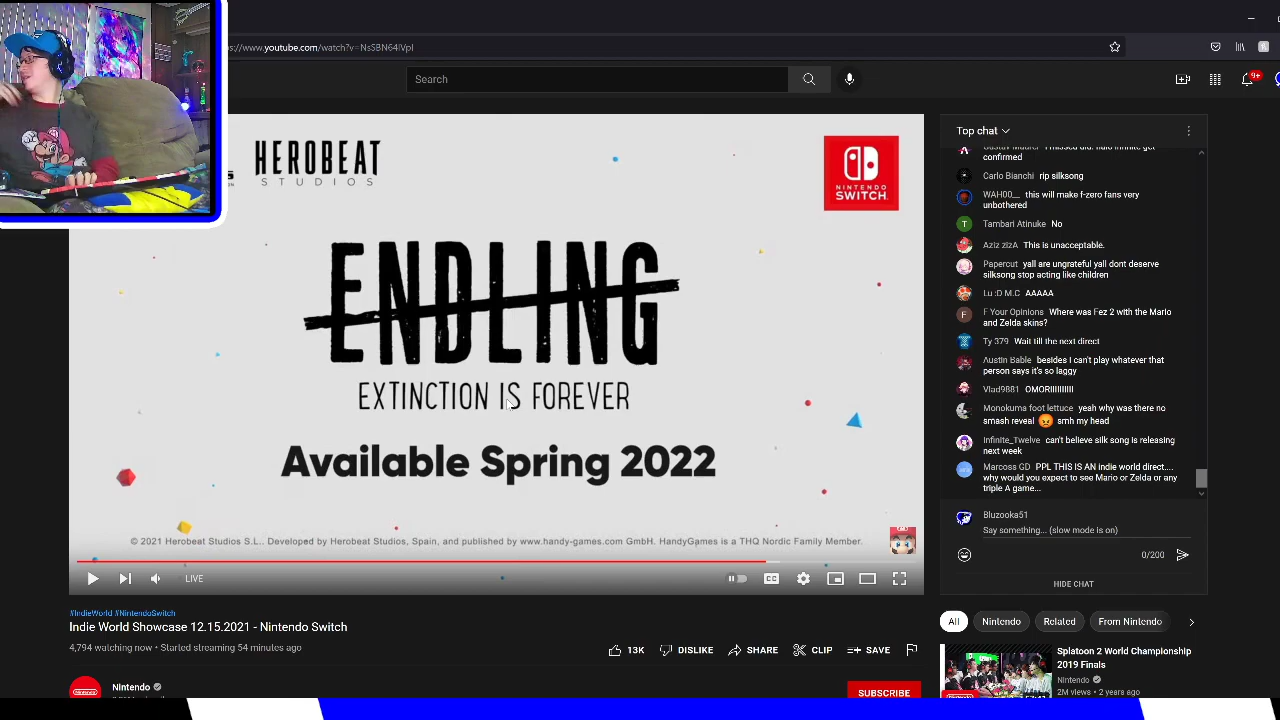 www.youtube.com/watch?v=NsSBN64lVpI
Search
9+
HEROBEAT
STUDIOS
NINTENDO
SWITCH
ENDLING
EXTINCTION IS FOREVER
Available Spring 2022
© 2021 Herobeat Studios S.L.. Developed by Herobeat Studios, Spain, and published by www.handy-games.com GmbH. HandyGames is a THQ Nordic Family Member.
LIVE
CC
#IndieWorld #NintendoSwitch
Indie World Showcase 12.15.2021 - Nintendo Switch
4,794 watching now • Started streaming 54 minutes ago
13K
DISLIKE
SHARE
CLIP
SAVE
Nintendo
SUBSCRIBE
Top chat
confirmed
Carlo Bianchi rip silksong
WAH00__ this will make f-zero fans very
unbothered
Tambari Atinuke No
Aziz zizA This is unacceptable.
Papercut yall are ungrateful yall dont deserve
silksong stop acting like children
Lu :D M.C AAAAA
F Your Opinions Where was Fez 2 with the Mario
and Zelda skins?
Ty 379 Wait till the next direct
Austin Bable besides I can't play whatever that
person says it's so laggy
Vlad9881 OMORIIIIIIIIII
Monokuma foot lettuce yeah why was there no
smash reveal 😡 smh my head
Infinite_Twelve can't believe silk song is releasing
next week
Marcoss GD PPL THIS IS AN indie world direct....
why would you expect to see Mario or Zelda or any
triple A game...
Bluzooka51
Say something... (slow mode is on)
0/200
HIDE CHAT
All
Nintendo
Related
From Nintendo
Splatoon 2 World Championship
2019 Finals
Nintendo
2M views • 2 years ago